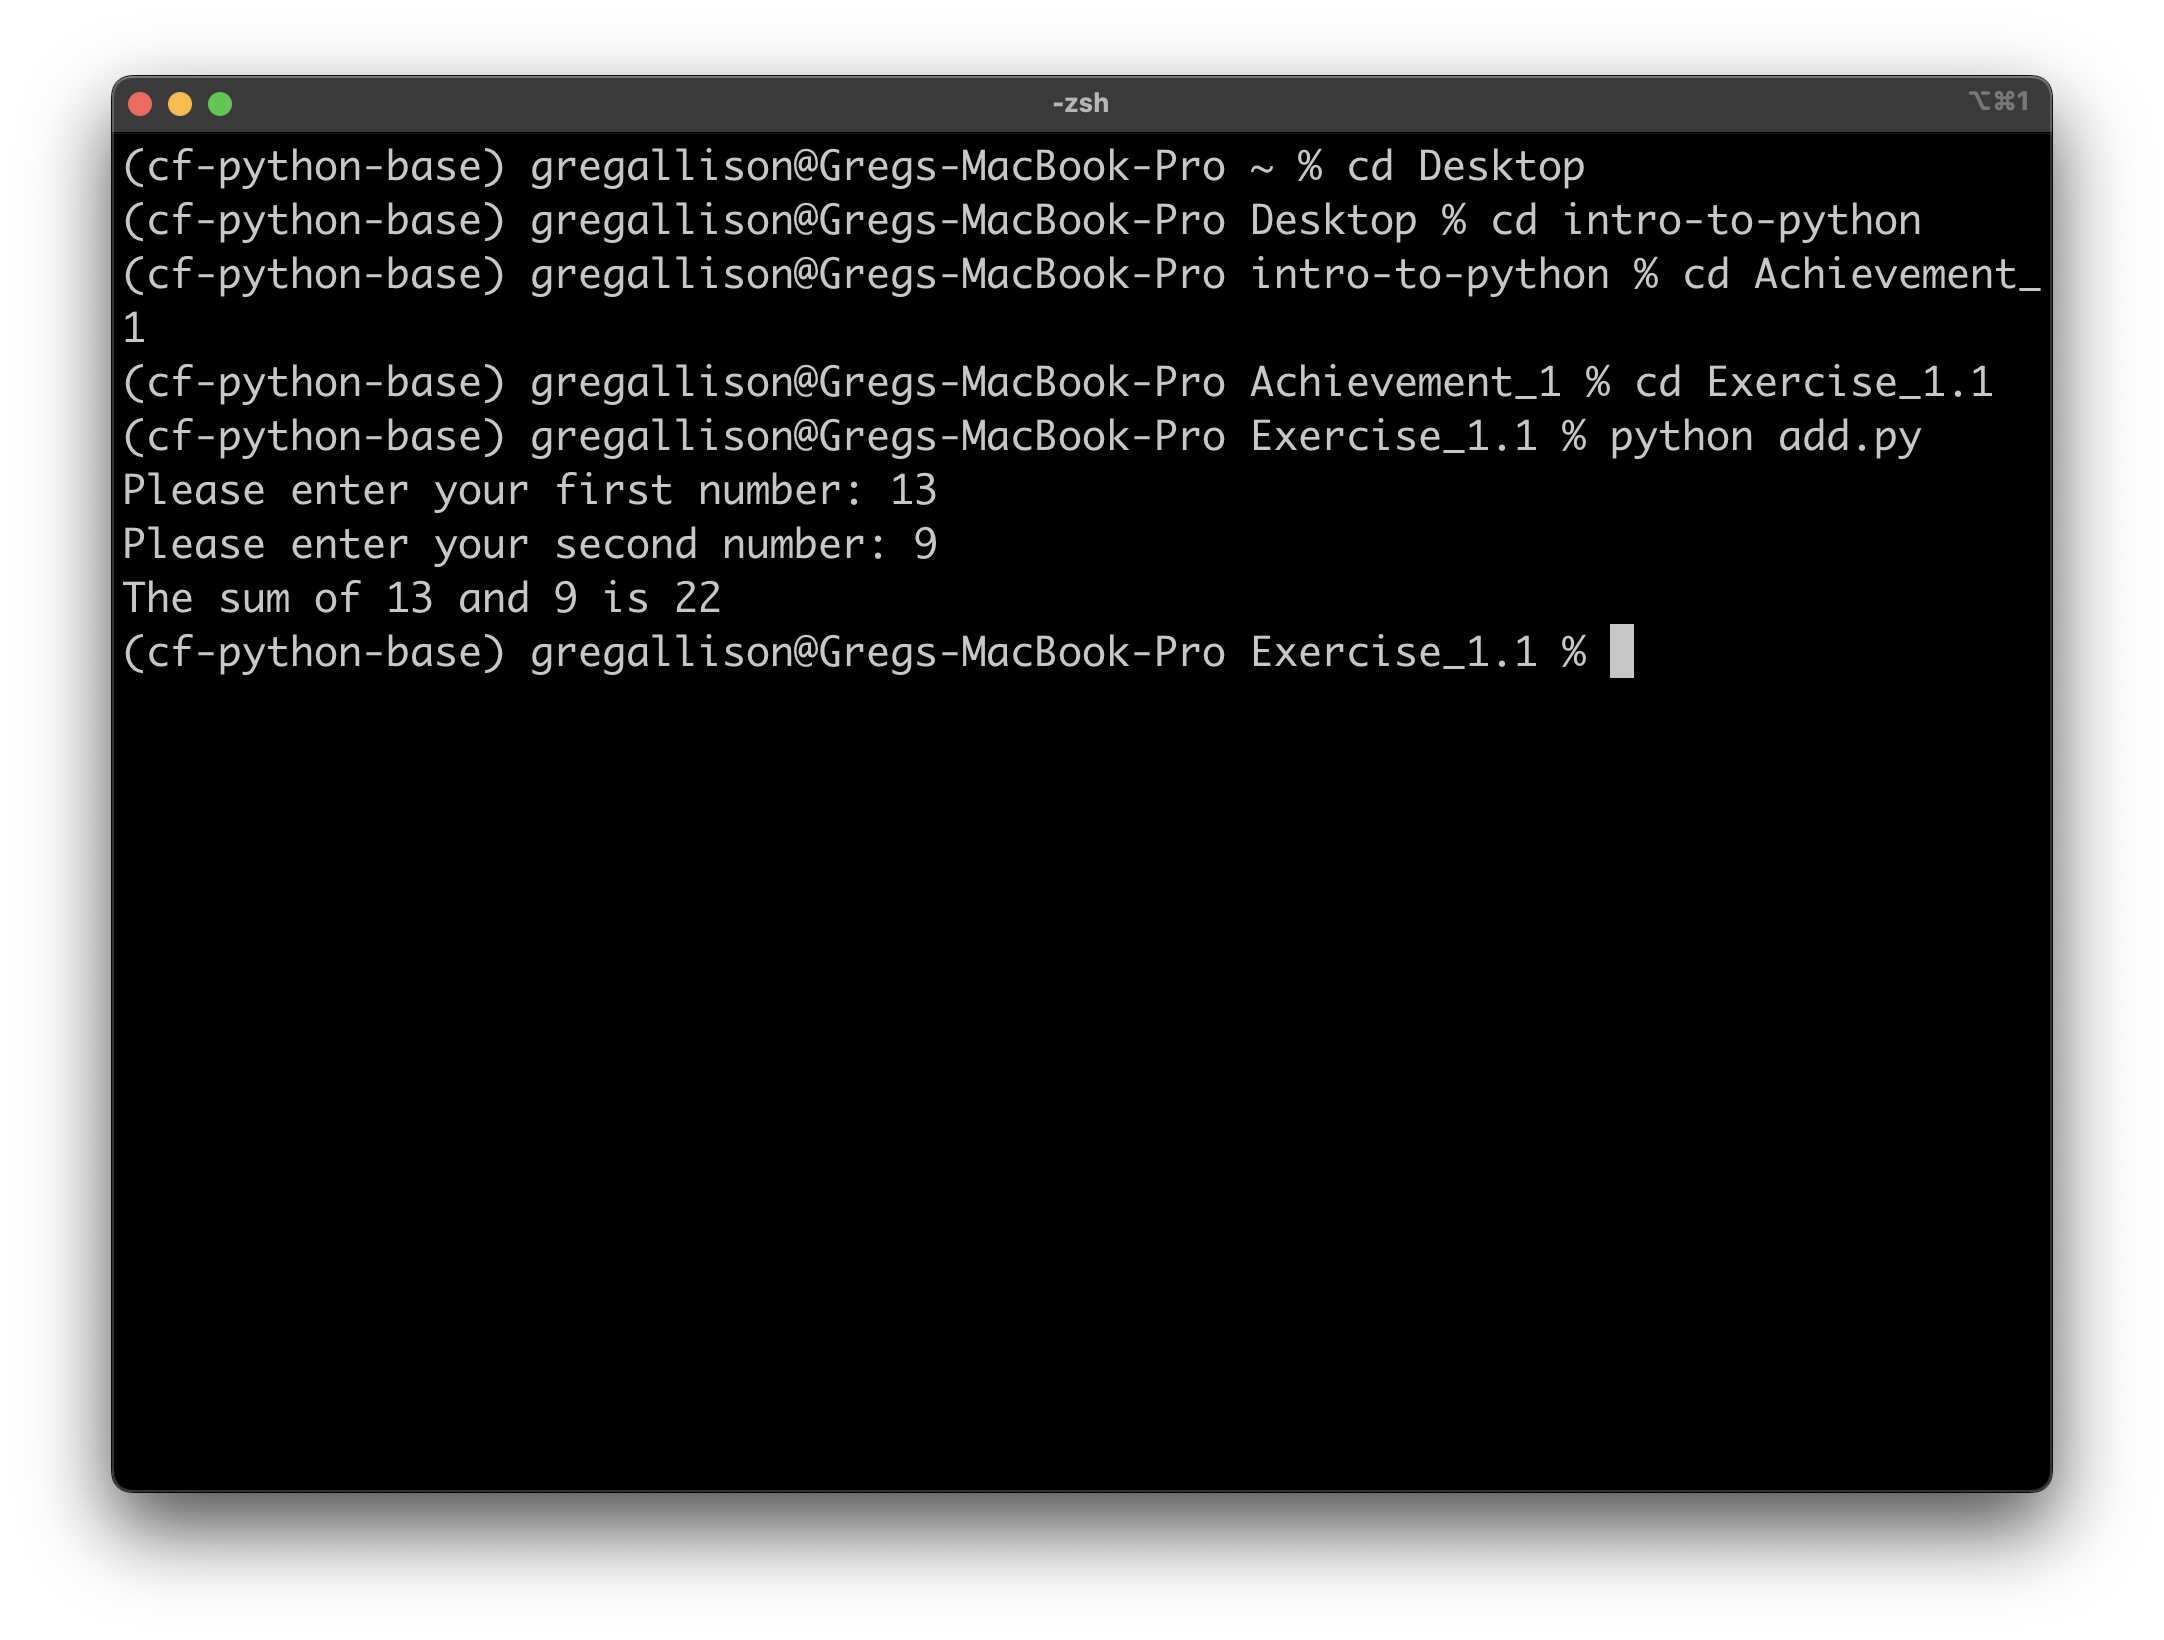 -zsh
⌥⌘1
(cf-python-base) gregallison@Gregs-MacBook-Pro ~ % cd Desktop
(cf-python-base) gregallison@Gregs-MacBook-Pro Desktop % cd intro-to-python
(cf-python-base) gregallison@Gregs-MacBook-Pro intro-to-python % cd Achievement_
1
(cf-python-base) gregallison@Gregs-MacBook-Pro Achievement_1 % cd Exercise_1.1
(cf-python-base) gregallison@Gregs-MacBook-Pro Exercise_1.1 % python add.py
Please enter your first number: 13
Please enter your second number: 9
The sum of 13 and 9 is 22
(cf-python-base) gregallison@Gregs-MacBook-Pro Exercise_1.1 %